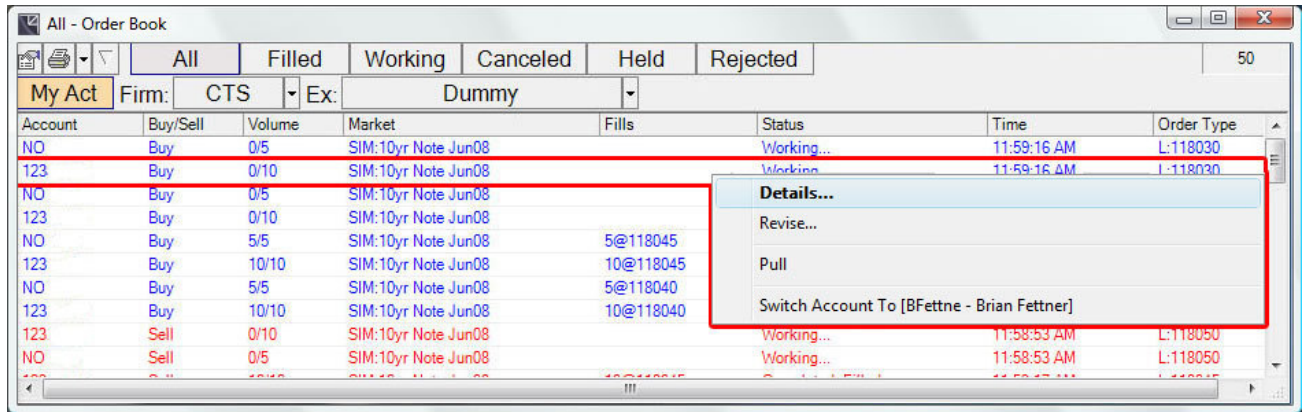 All - Order Book
All Filled Working Canceled Held Rejected 50
My Act Firm: CTS Ex: Dummy
Account Buy/Sell Volume Market Fills Status Time Order Type
NO Buy 0/5 SIM:10yr Note Jun08 Working... 11:59:16 AM L:118030
123 Buy 0/10 SIM:10yr Note Jun08 Working 11:59:16 AM L:118030
NO Buy 0/5 SIM:10yr Note Jun08 Details...
123 Buy 0/10 SIM:10yr Note Jun08 Revise...
NO Buy 5/5 SIM:10yr Note Jun08 5@118045
123 Buy 10/10 SIM:10yr Note Jun08 10@118045 Pull
NO Buy 5/5 SIM:10yr Note Jun08 5@118040
123 Buy 10/10 SIM:10yr Note Jun08 10@118040 Switch Account To [BFettne - Brian Fettner]
123 Sell 0/10 SIM:10yr Note Jun08 Working... 11:58:53 AM L:118050
NO Sell 0/5 SIM:10yr Note Jun08 Working... 11:58:53 AM L:118050